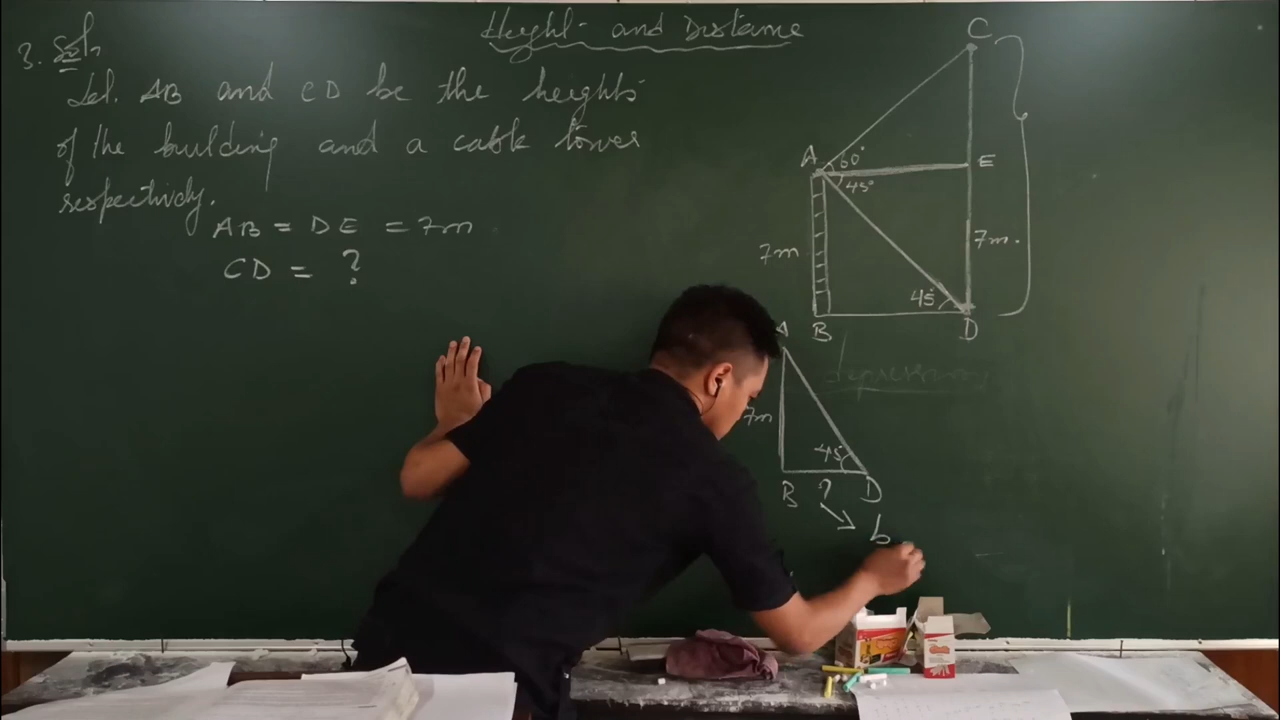 Height and Distance
3. Soln
Let AB and CD be the heights
of the building and a cable tower
respectively.
AB = DE = 7m
CD = ?
C
A 60° E
45°
7m 7m.
45°
B D
depression
A
7m
45°
B ? D
b